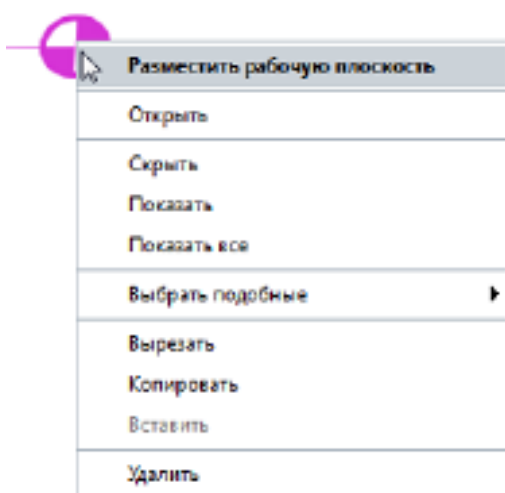 Разместить рабочую плоскость
Открыть
Скрыть
Показать
Показать все
Выбрать подобные
Вырезать
Копировать
Вставить
Удалить